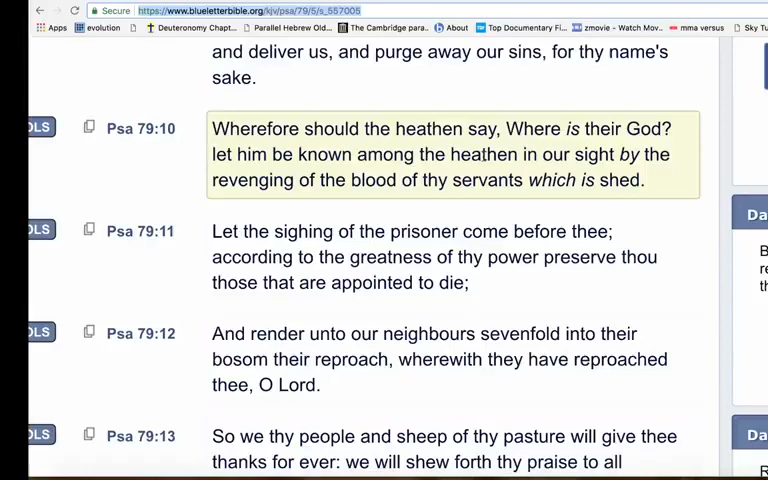 Secure https://www.blueletterbible.org/kjv/psa/79/5/s_557005
Apps evolution Deuteronomy Chapt... Parallel Hebrew Old... The Cambridge para... About Top Documentary Fi... zmovie - Watch Mov... mma versus Sky Tu
and deliver us, and purge away our sins, for thy name's
sake.
OLS Psa 79:10 Wherefore should the heathen say, Where is their God?
let him be known among the heathen in our sight by the
revenging of the blood of thy servants which is shed.
OLS Psa 79:11 Let the sighing of the prisoner come before thee;
according to the greatness of thy power preserve thou
those that are appointed to die;
OLS Psa 79:12 And render unto our neighbours sevenfold into their
bosom their reproach, wherewith they have reproached
thee, O Lord.
OLS Psa 79:13 So we thy people and sheep of thy pasture will give thee
thanks for ever: we will shew forth thy praise to all
Da
B
re
th
Da
R